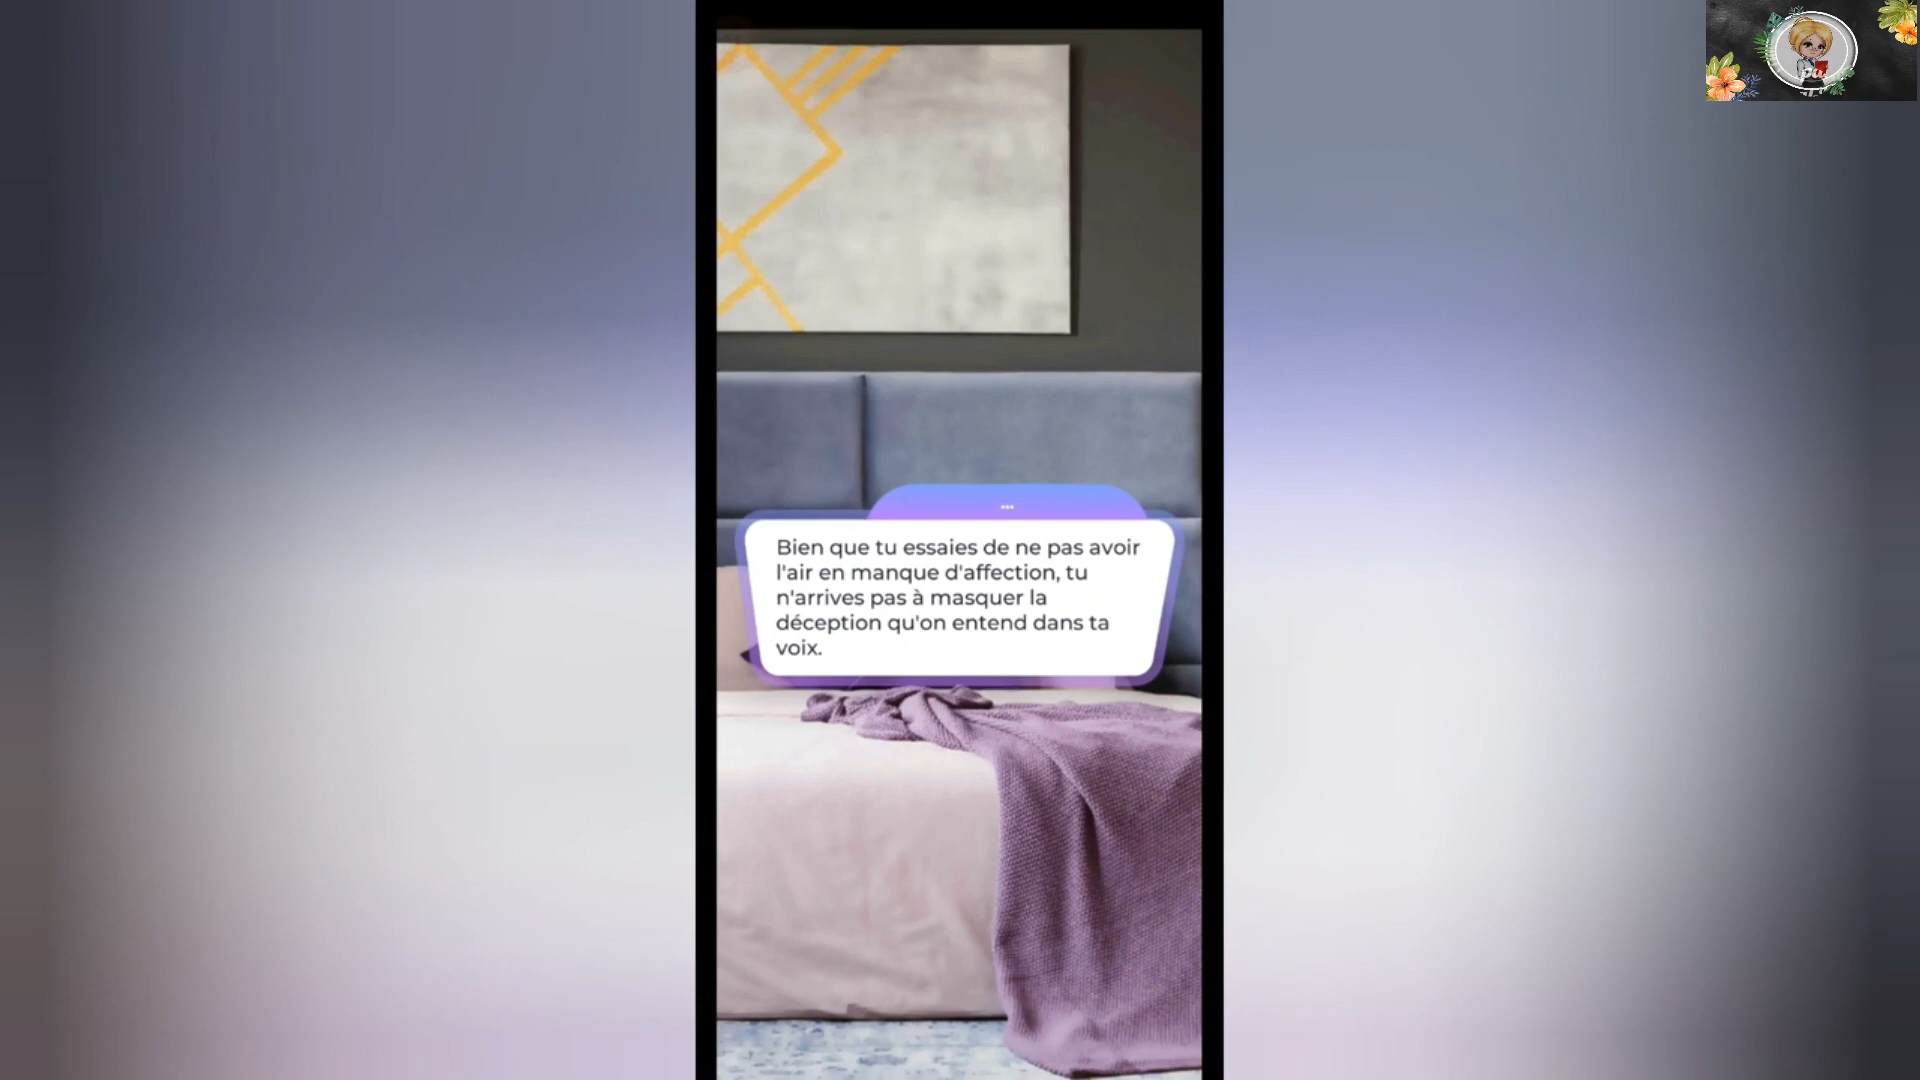 ...
Bien que tu essaies de ne pas avoir
l'air en manque d'affection, tu
n'arrives pas à masquer la
déception qu'on entend dans ta
voix.